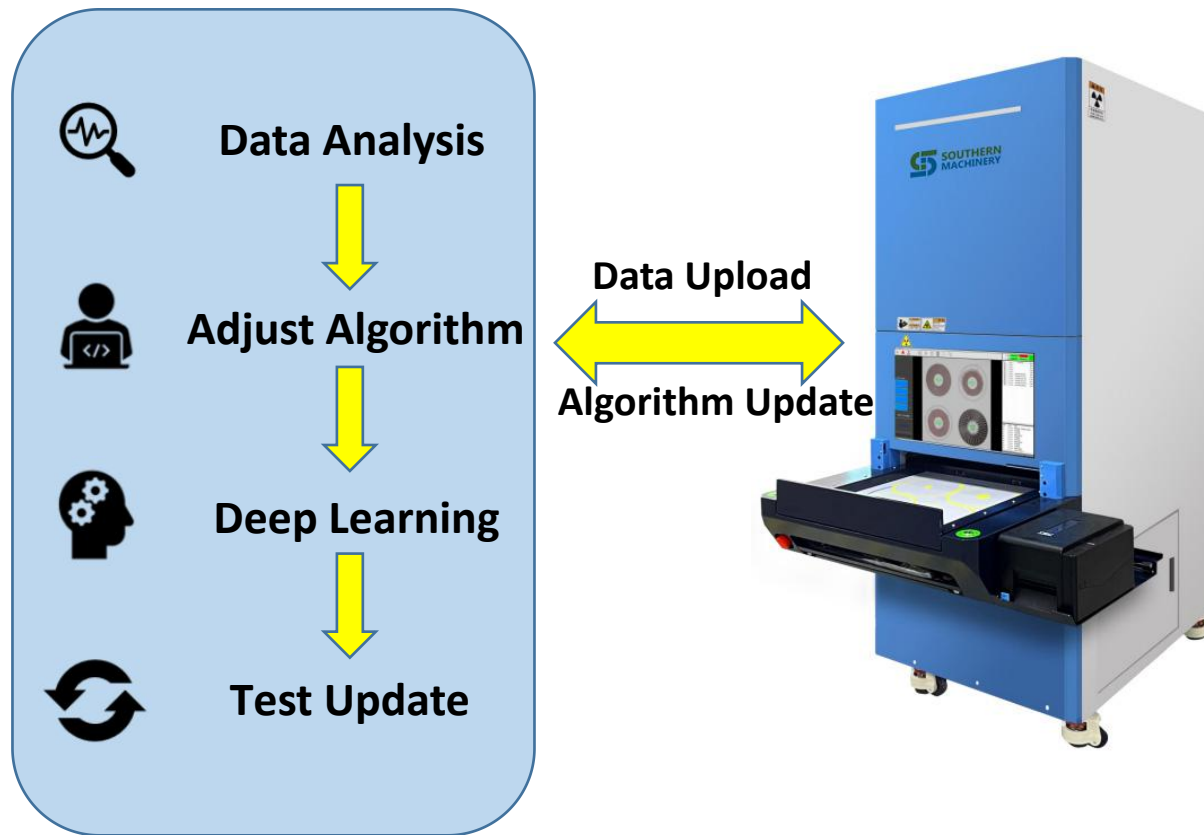 Data Analysis
Adjust Algorithm
</>
Deep Learning
Test Update
Data Upload
Algorithm Update
SOUTHERN
MACHINERY